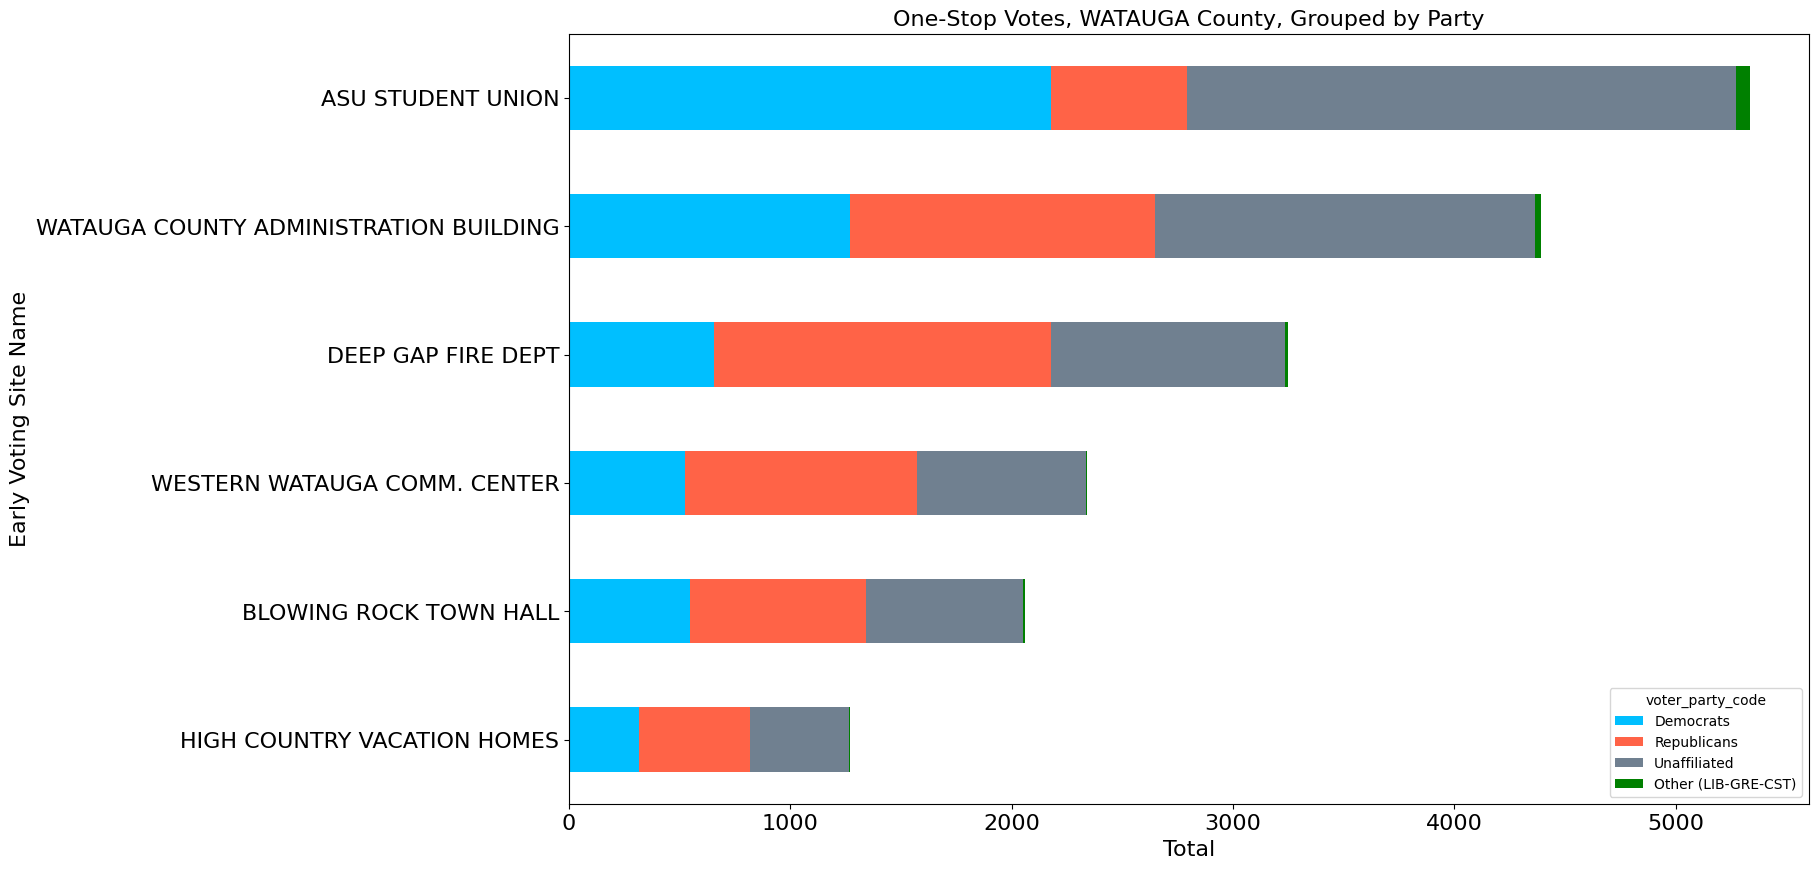 One-Stop Votes, WATAUGA County, Grouped by Party
Early Voting Site Name
ASU STUDENT UNION
WATAUGA COUNTY ADMINISTRATION BUILDING
DEEP GAP FIRE DEPT
WESTERN WATAUGA COMM. CENTER
BLOWING ROCK TOWN HALL
HIGH COUNTRY VACATION HOMES
voter_party_code
Democrats
Republicans
Unaffiliated
Other (LIB-GRE-CST)
0 1000 2000 3000 4000 5000
Total